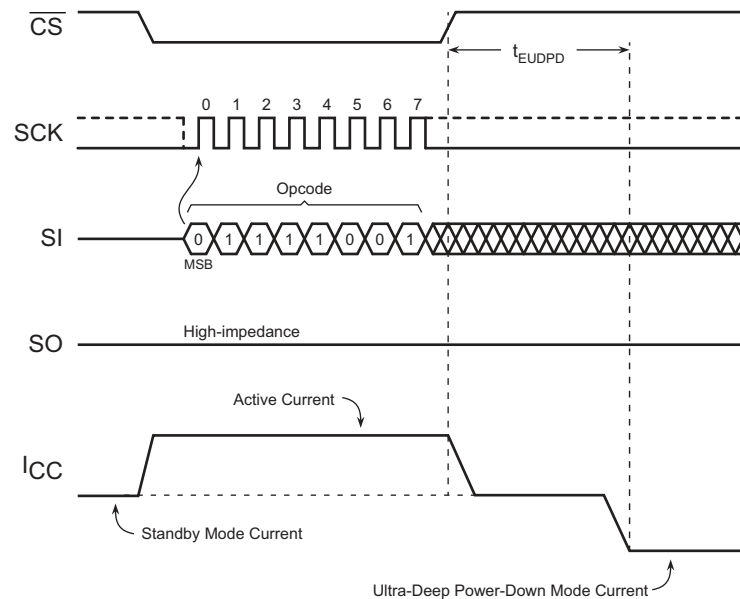 CS
tEUDPD
0 1 2 3 4 5 6 7
SCK
Opcode
SI
0 1 1 1 1 0 0 1
MSB
High-impedance
SO
Active Current
ICC
Standby Mode Current
Ultra-Deep Power-Down Mode Current